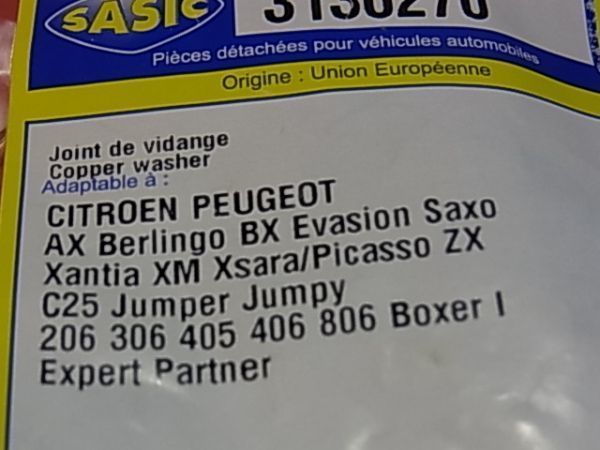 SASIC
3130270
Pièces détachées pour véhicules automobiles
Origine : Union Européenne
Joint de vidange
Copper washer
Adaptable à :
CITROEN PEUGEOT
AX Berlingo BX Evasion Saxo
Xantia XM Xsara/Picasso ZX
C25 Jumper Jumpy
206 306 405 406 806 Boxer I
Expert Partner